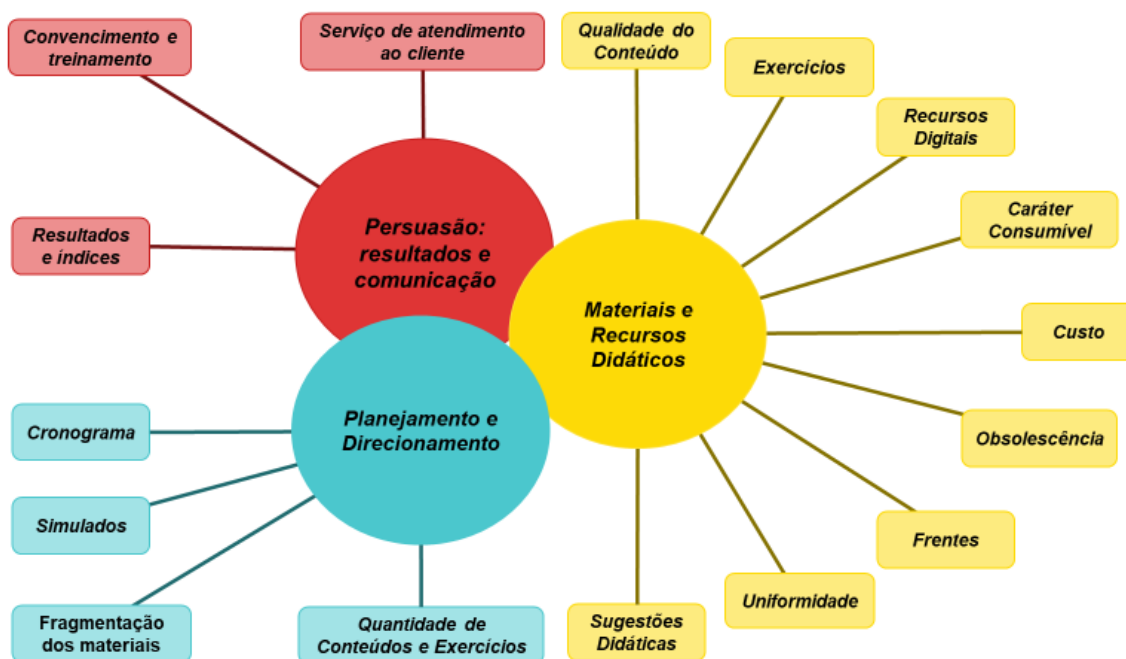 Convencimento e
treinamento
Serviço de atendimento
ao cliente
Resultados
e índices
Persuasão:
resultados e
comunicação
Qualidade do
Conteúdo
Exercícios
Recursos
Digitais
Caráter
Consumível
Custo
Obsolescência
Frentes
Uniformidade
Sugestões
Didáticas
Materiais e
Recursos
Didáticos
Planejamento e
Direcionamento
Cronograma
Simulados
Fragmentação
dos materiais
Quantidade de
Conteúdos e Exercícios